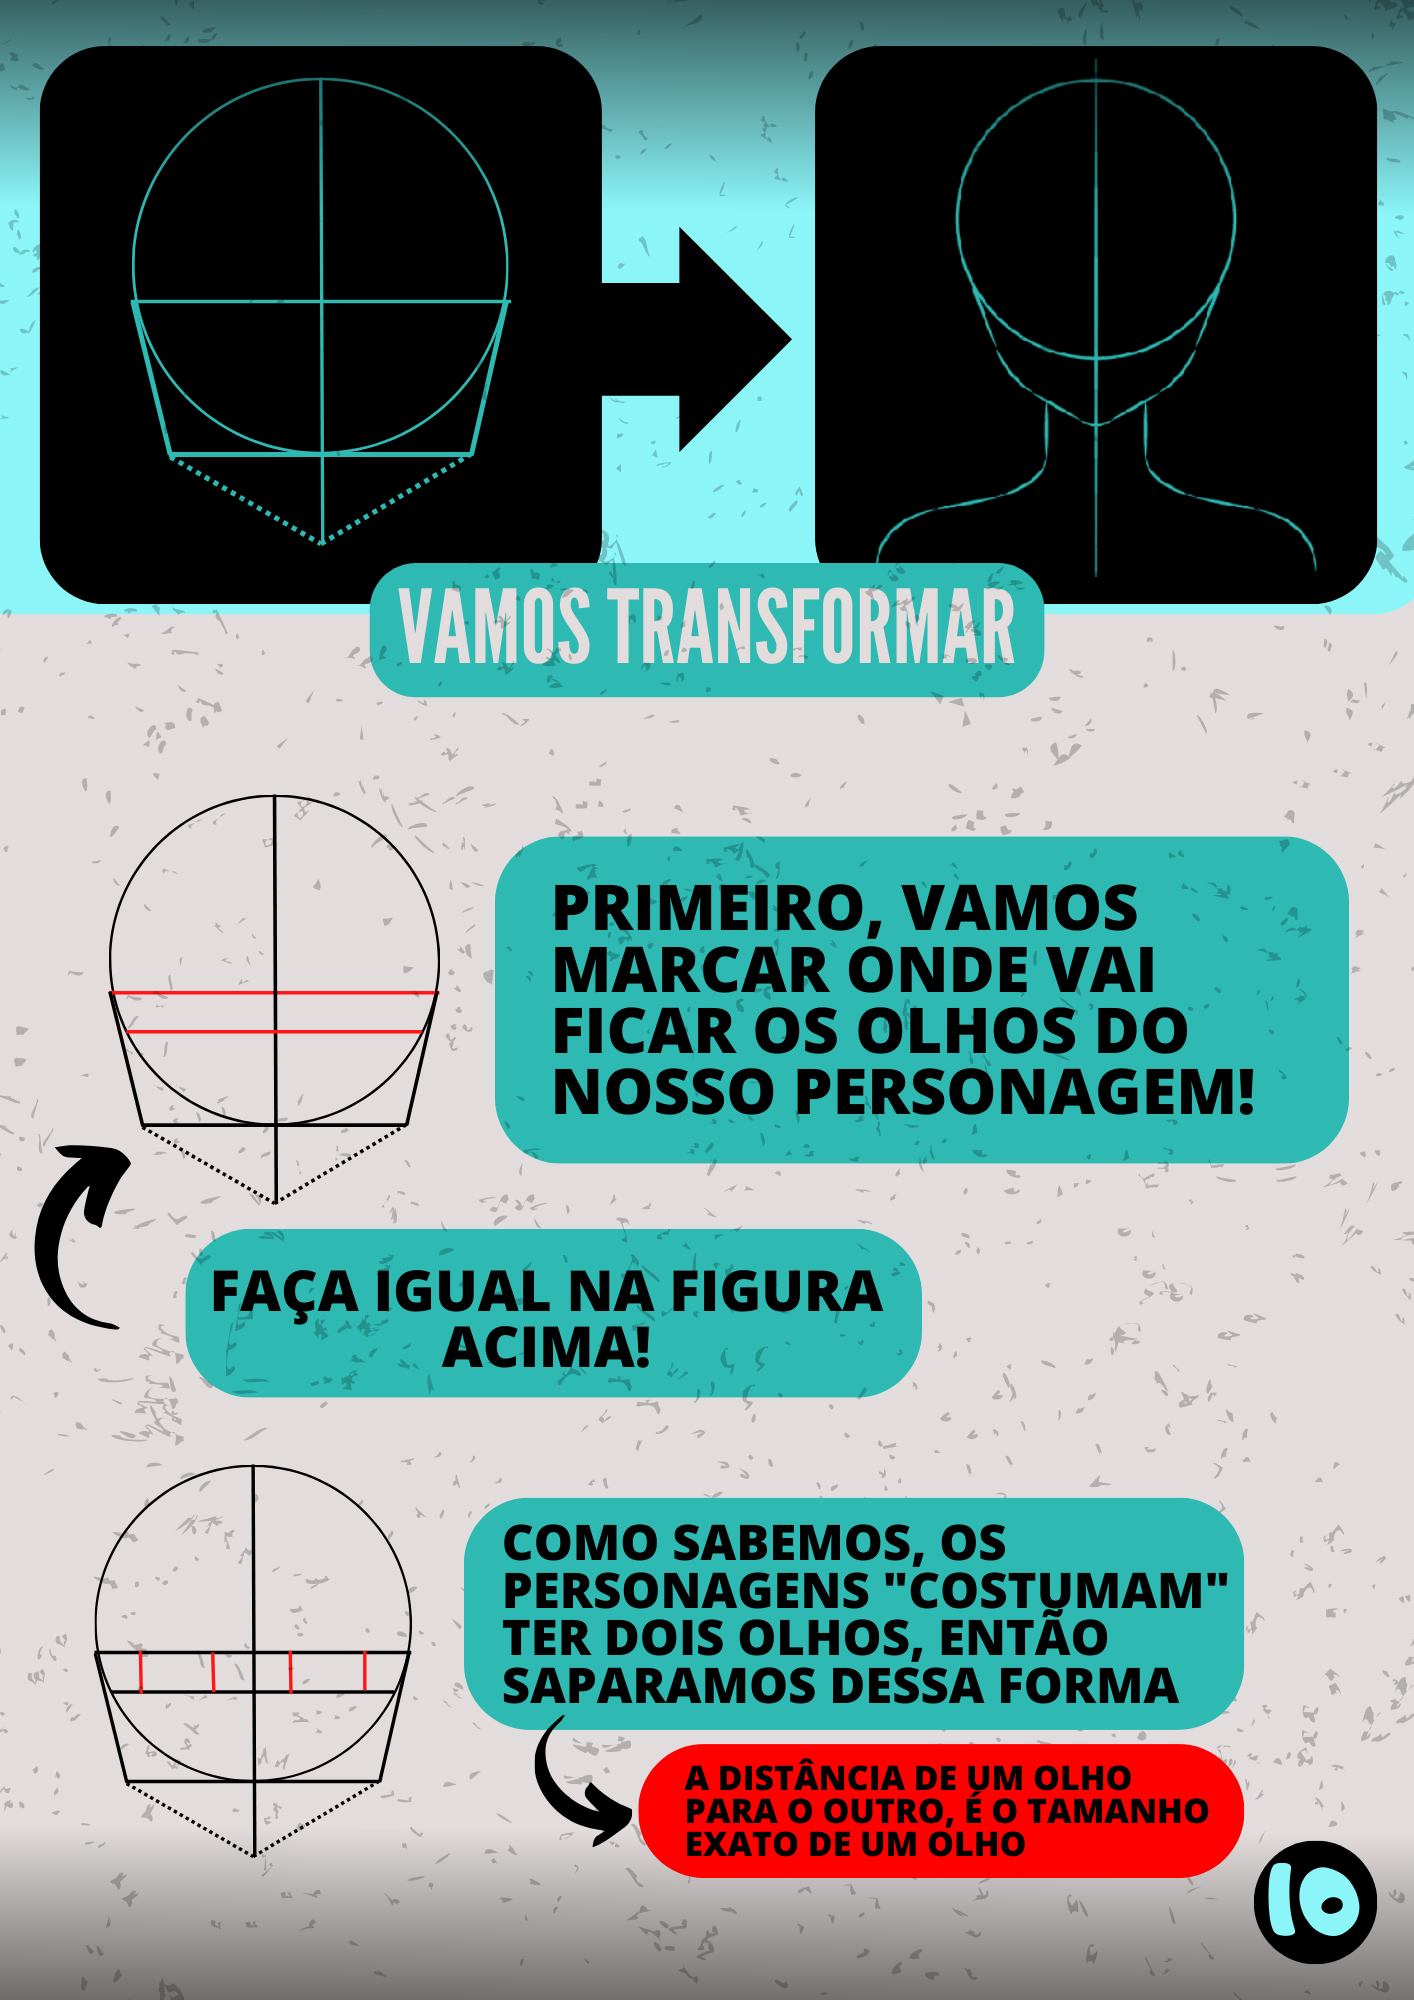 VAMOS TRANSFORMAR
PRIMEIRO, VAMOS
MARCAR ONDE VAI
FICAR OS OLHOS DO
NOSSO PERSONAGEM!
FAÇA IGUAL NA FIGURA
ACIMA!
COMO SABEMOS, OS
PERSONAGENS "COSTUMAM"
TER DOIS OLHOS, ENTÃO
SAPARAMOS DESSA FORMA
A DISTÂNCIA DE UM OLHO
PARA O OUTRO, É O TAMANHO
EXATO DE UM OLHO
10